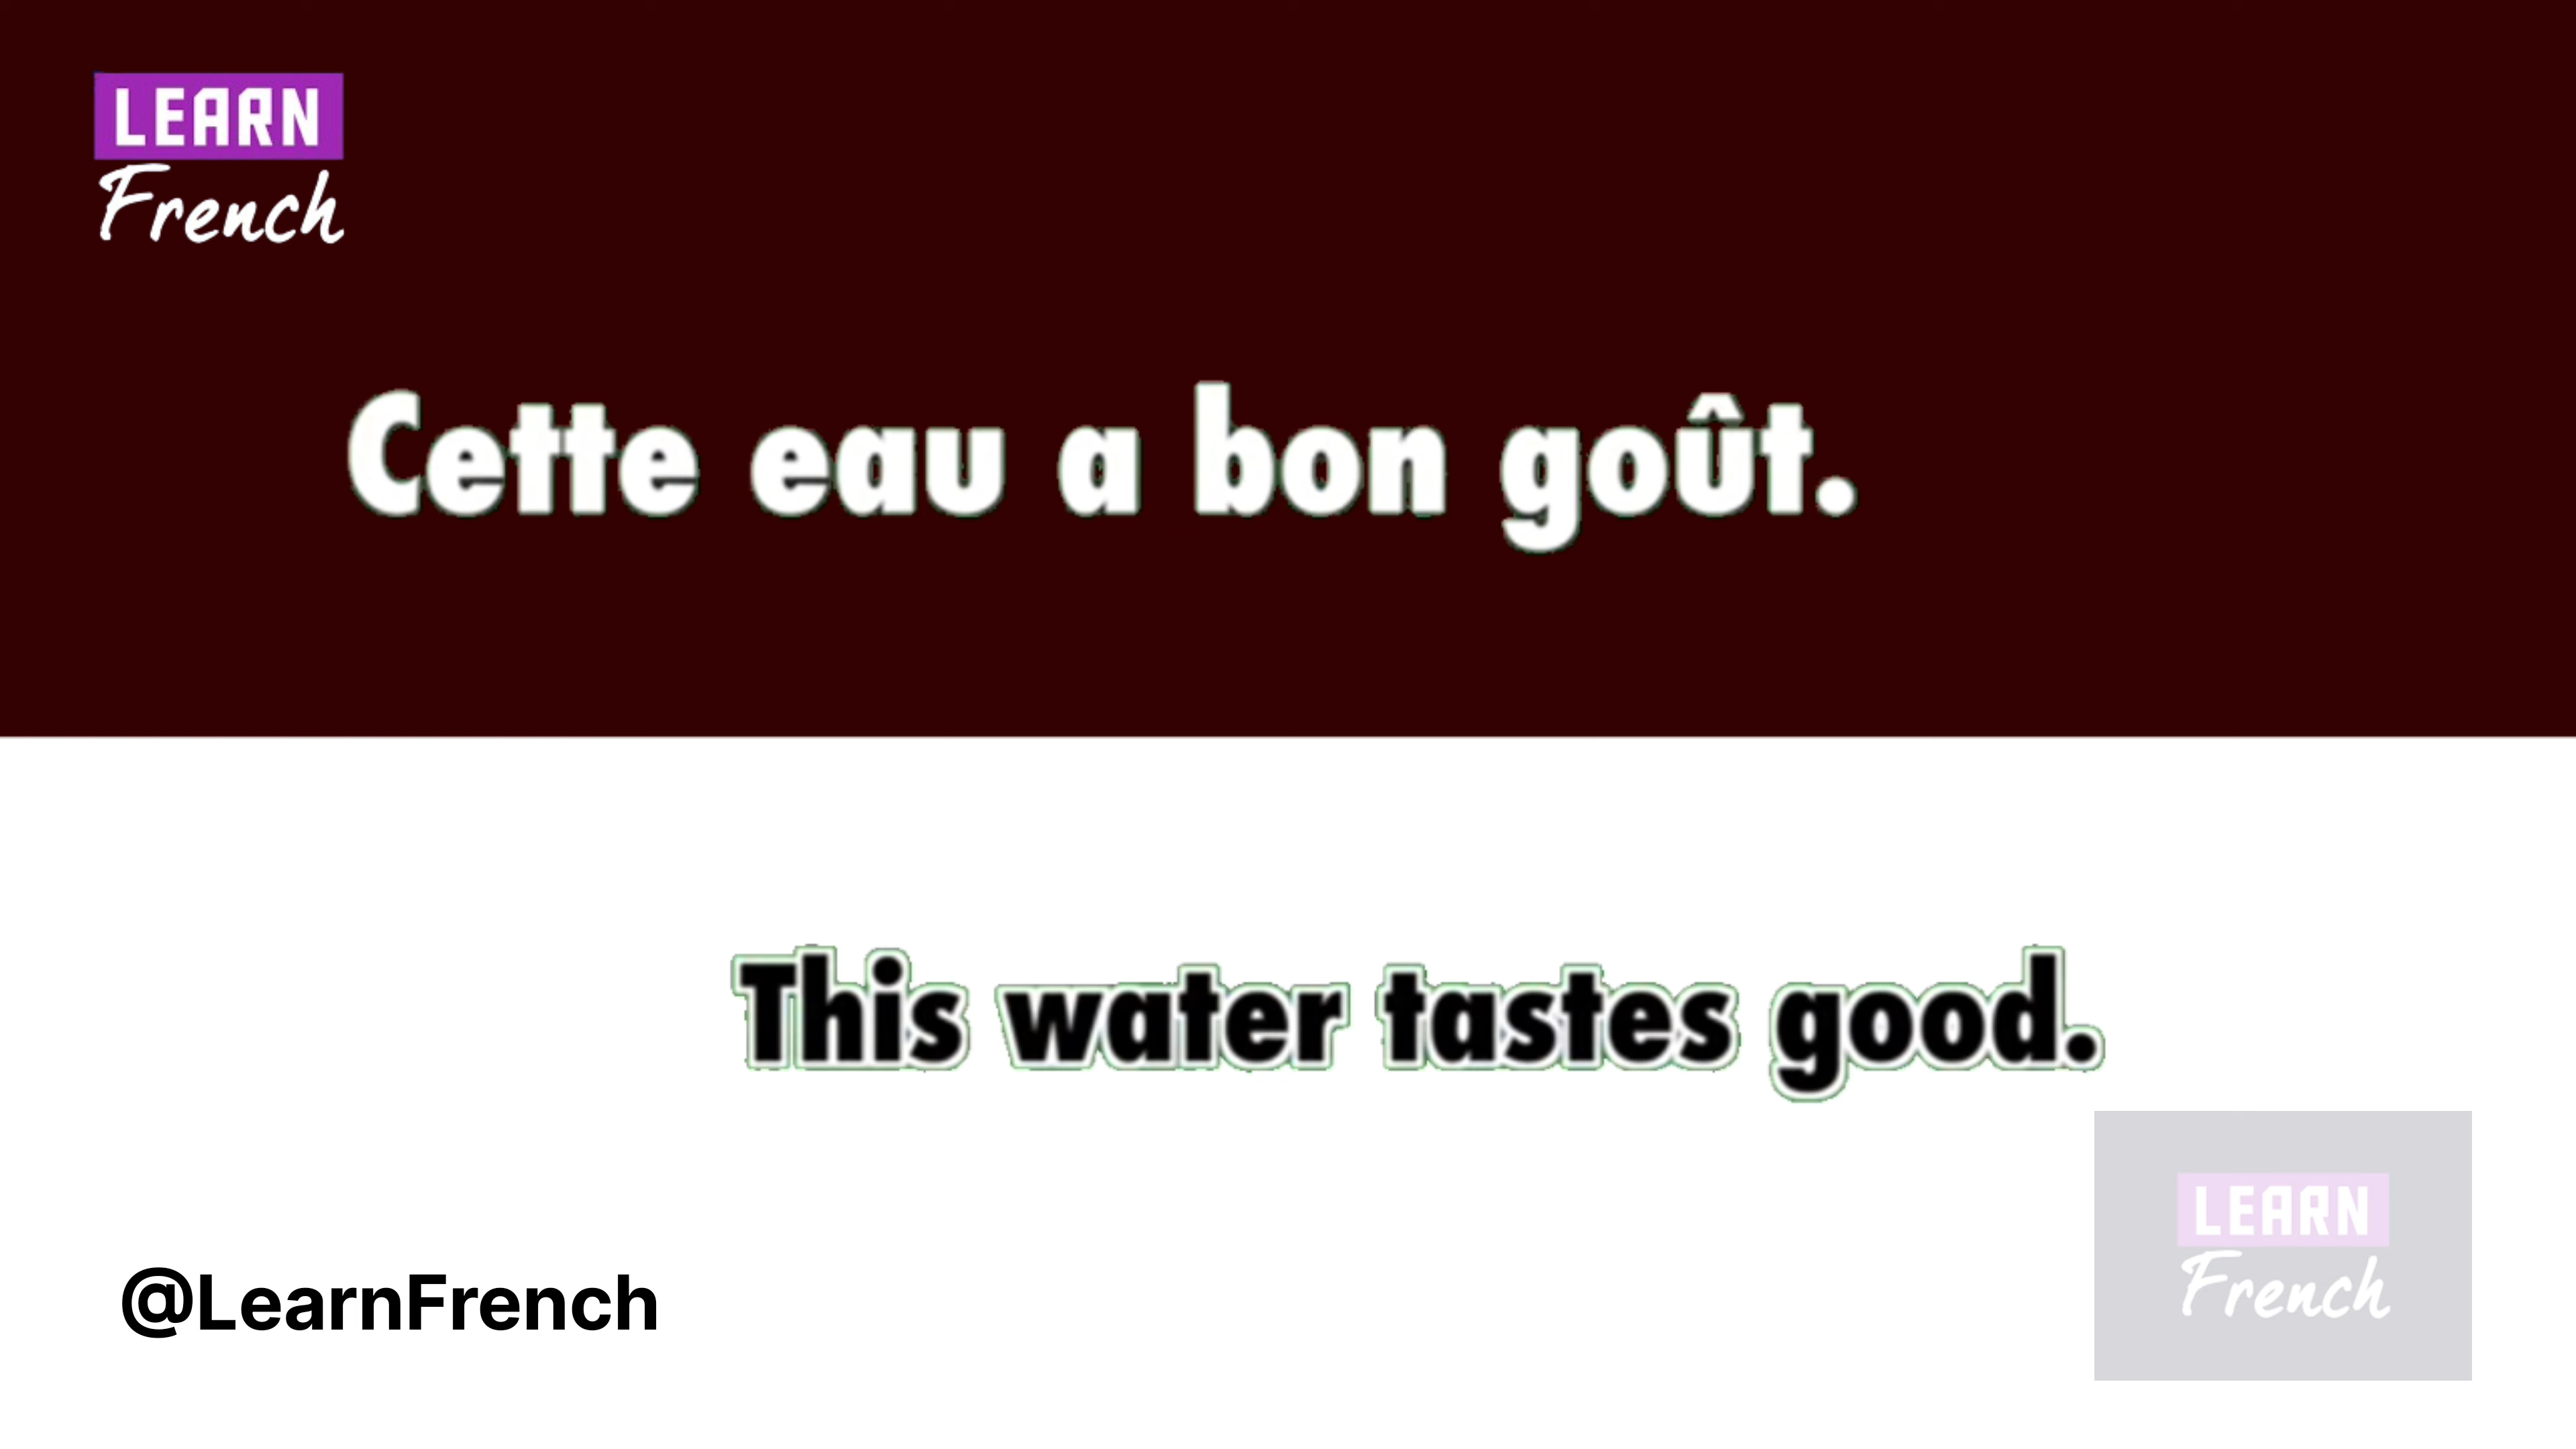 LEARN
French
Cette eau a bon goût.
This water tastes good.
LEARN
French
@LearnFrench